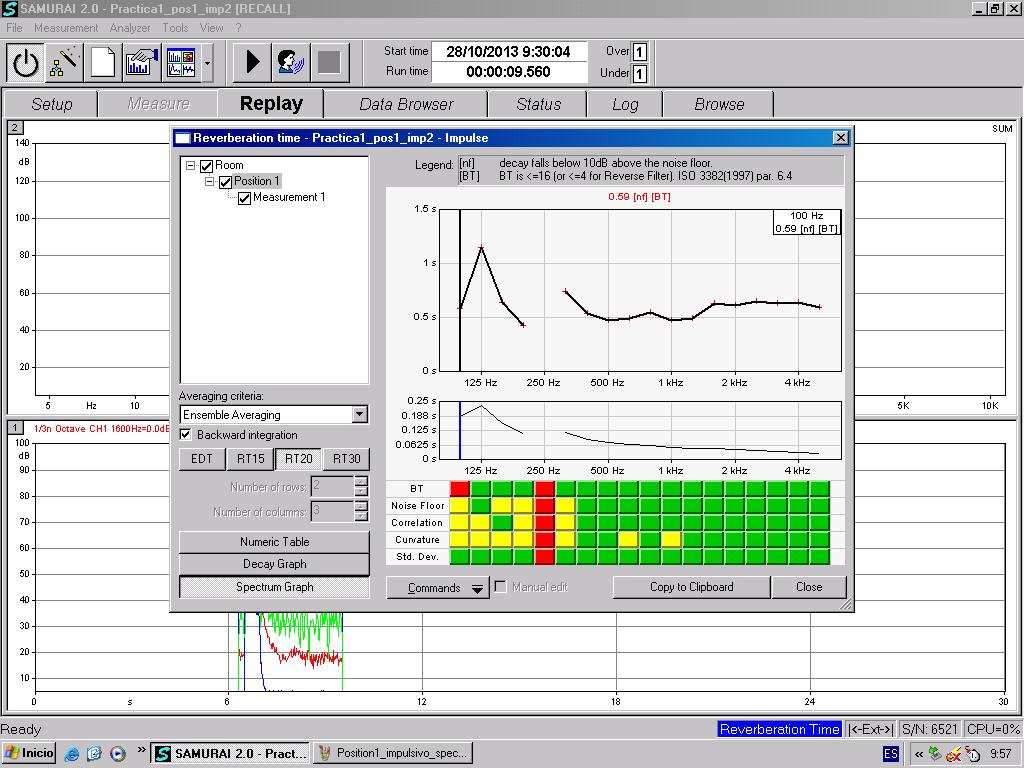 SAMURAI 2.0 - Practica1_pos1_imp2 [RECALL]
File Measurement Analyzer Tools View ?
Start time 28/10/2013 9:30:04 Over 1
Run time 00:00:09.560 Under 1
Setup Measure Replay Data Browser Status Log Browse
2 SUM
140
dB
120
100
80
60
40
20
5 Hz 10 5K 10K
Reverberation time - Practica1_pos1_imp2 - Impulse
Room
Position 1
Measurement 1
Legend: [nf] decay falls below 10dB above the noise floor.
[BT] BT is <=16 (or <=4 for Reverse Filter). ISO 3382(1997) par. 6.4
0.59 [nf] [BT]
1.5 s
100 Hz
0.59 [nf] [BT]
1 s
0.5 s
0 s
125 Hz 250 Hz 500 Hz 1 kHz 2 kHz 4 kHz
0.25 s
0.188 s
0.125 s
0.0625 s
0 s
125 Hz 250 Hz 500 Hz 1 kHz 2 kHz 4 kHz
BT
Noise Floor
Correlation
Curvature
Std. Dev.
Averaging criteria:
Ensemble Averaging
Backward integration
EDT RT15 RT20 RT30
Number of rows: 2
Number of columns: 3
Numeric Table
Decay Graph
Spectrum Graph
Commands Manual edit Copy to Clipboard Close
1 1/3n Octave CH1 1600Hz=0.0dB
100
dB
90
80
70
60
50
40
30
20
10
0 s 6 12 18 24 30
Ready Reverberation Time |<-Ext->| S/N: 6521 CPU=0%
Inicio » SAMURAI 2.0 - Pract... Position1_impulsivo_spec... ES « 9:57